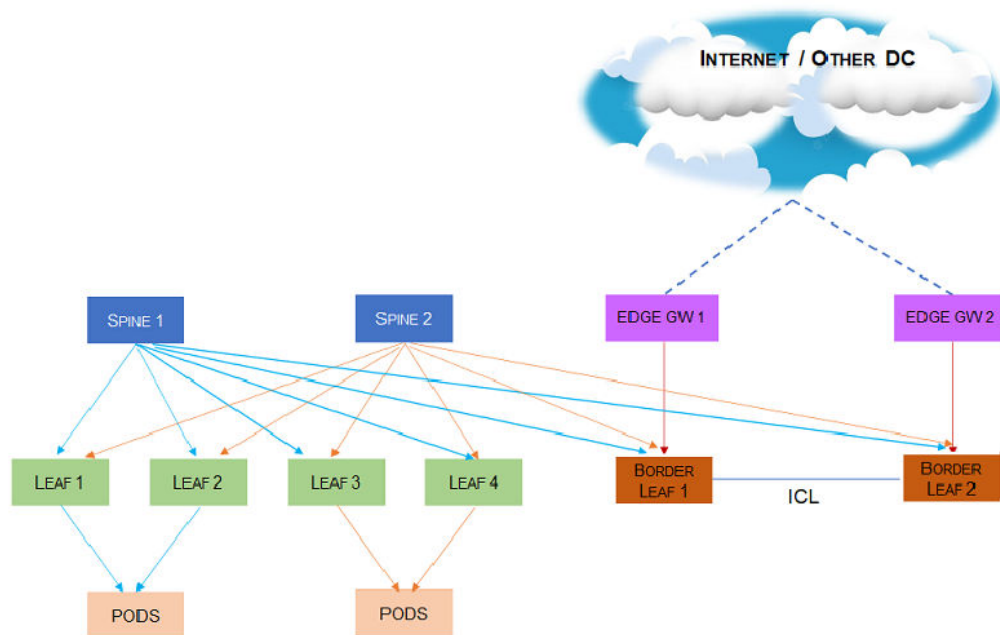 INTERNET / OTHER DC
SPINE 1
SPINE 2
EDGE GW 1
EDGE GW 2
LEAF 1
LEAF 2
LEAF 3
LEAF 4
BORDER
LEAF 1
ICL
BORDER
LEAF 2
PODS
PODS